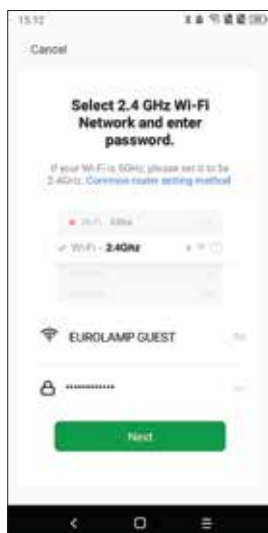 15:12
Cancel
Select 2.4 GHz Wi-Fi
Network and enter
password.
If your Wi-Fi is 5GHz, please set it to be
2.4GHz. Common router setting method
Wi-Fi - 5Ghz
Wi-Fi - 2.4Ghz
EUROLAMP GUEST
Next